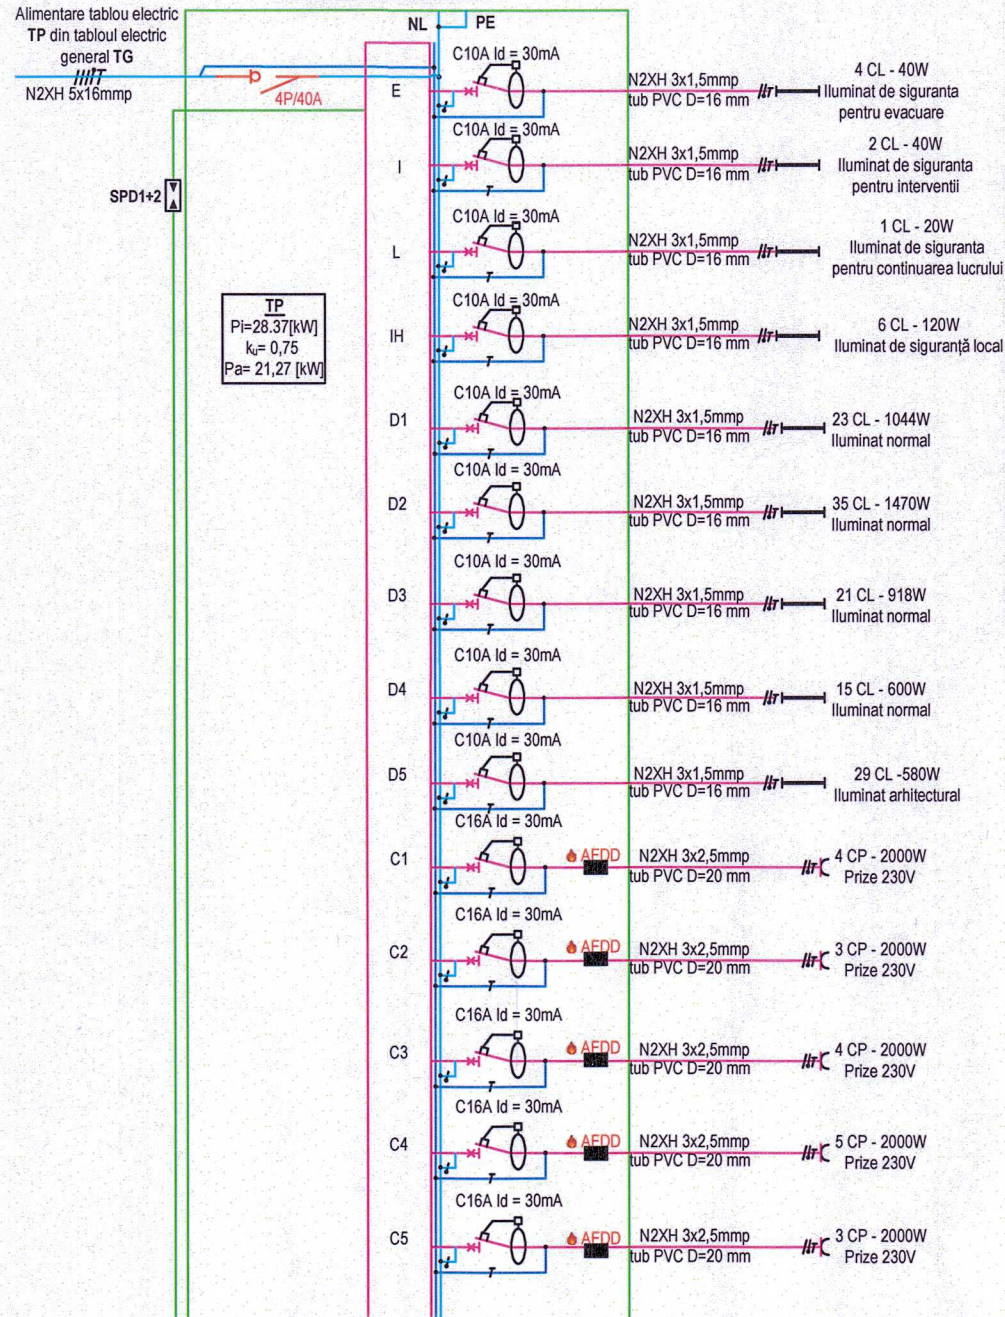 Alimentare tablou electric
TP din tabloul electric
general TG
N2XH 5x16mmp
4P/40A
NL
PE
SPD1+2
TP
Pi=28.37[kW]
ku= 0,75
Pa= 21,27 [kW]
E
C10A Id = 30mA
N2XH 3x1,5mmp
tub PVC D=16 mm
T
4 CL - 40W
Iluminat de siguranta
pentru evacuare
I
C10A Id = 30mA
T
N2XH 3x1,5mmp
tub PVC D=16 mm
T
2 CL - 40W
Iluminat de siguranta
pentru interventii
L
C10A Id = 30mA
T
N2XH 3x1,5mmp
tub PVC D=16 mm
T
1 CL - 20W
Iluminat de siguranta
pentru continuarea lucrului
IH
C10A Id = 30mA
T
N2XH 3x1,5mmp
tub PVC D=16 mm
T
6 CL - 120W
Iluminat de siguranță local
D1
C10A Id = 30mA
T
N2XH 3x1,5mmp
tub PVC D=16 mm
T
23 CL - 1044W
Iluminat normal
D2
C10A Id = 30mA
T
N2XH 3x1,5mmp
tub PVC D=16 mm
T
35 CL - 1470W
Iluminat normal
D3
C10A Id = 30mA
T
N2XH 3x1,5mmp
tub PVC D=16 mm
T
21 CL - 918W
Iluminat normal
D4
C10A Id = 30mA
T
N2XH 3x1,5mmp
tub PVC D=16 mm
T
15 CL - 600W
Iluminat normal
D5
C10A Id = 30mA
T
N2XH 3x1,5mmp
tub PVC D=16 mm
T
29 CL -580W
Iluminat arhitectural
C1
C16A Id = 30mA
T
AFDD
N2XH 3x2,5mmp
tub PVC D=20 mm
T
4 CP - 2000W
Prize 230V
C2
C16A Id = 30mA
T
AFDD
N2XH 3x2,5mmp
tub PVC D=20 mm
T
3 CP - 2000W
Prize 230V
C3
C16A Id = 30mA
T
AFDD
N2XH 3x2,5mmp
tub PVC D=20 mm
T
4 CP - 2000W
Prize 230V
C4
C16A Id = 30mA
T
AFDD
N2XH 3x2,5mmp
tub PVC D=20 mm
T
5 CP - 2000W
Prize 230V
C5
C16A Id = 30mA
T
AFDD
N2XH 3x2,5mmp
tub PVC D=20 mm
T
3 CP - 2000W
Prize 230V